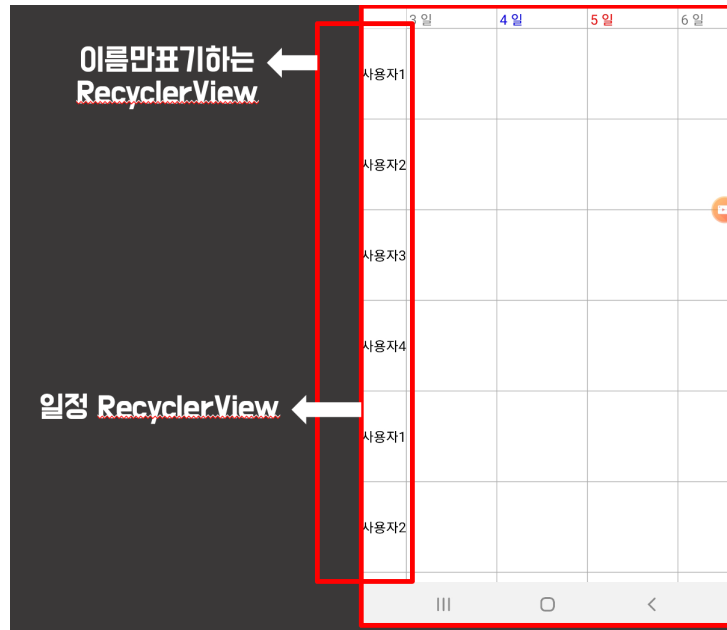 이름만표기하는
RecyclerView
일정 RecyclerView
3 일 4 일 5 일 6 일
사용자1
사용자2
사용자3
사용자4
사용자1
사용자2